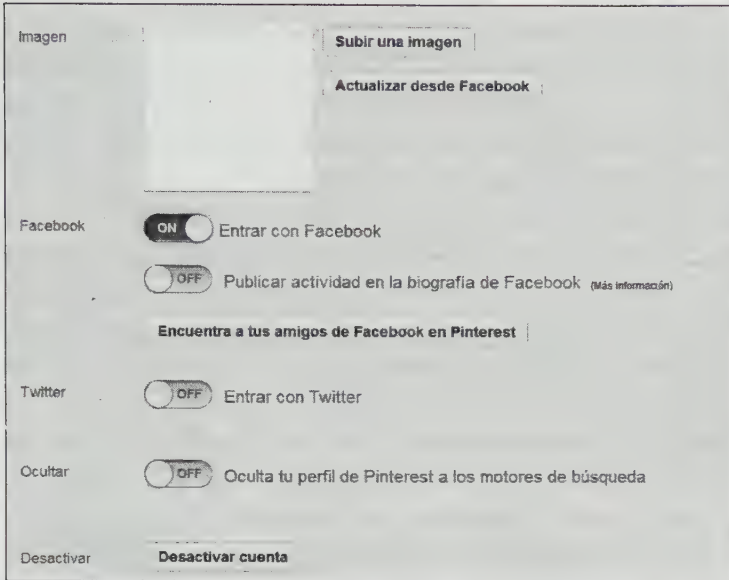 Imagen
Subir una imagen
Actualizar desde Facebook
Facebook ON Entrar con Facebook
OFF Publicar actividad en la biografía de Facebook (Más información)
Encuentra a tus amigos de Facebook en Pinterest
Twitter OFF Entrar con Twitter
Ocultar OFF Oculta tu perfil de Pinterest a los motores de búsqueda
Desactivar Desactivar cuenta